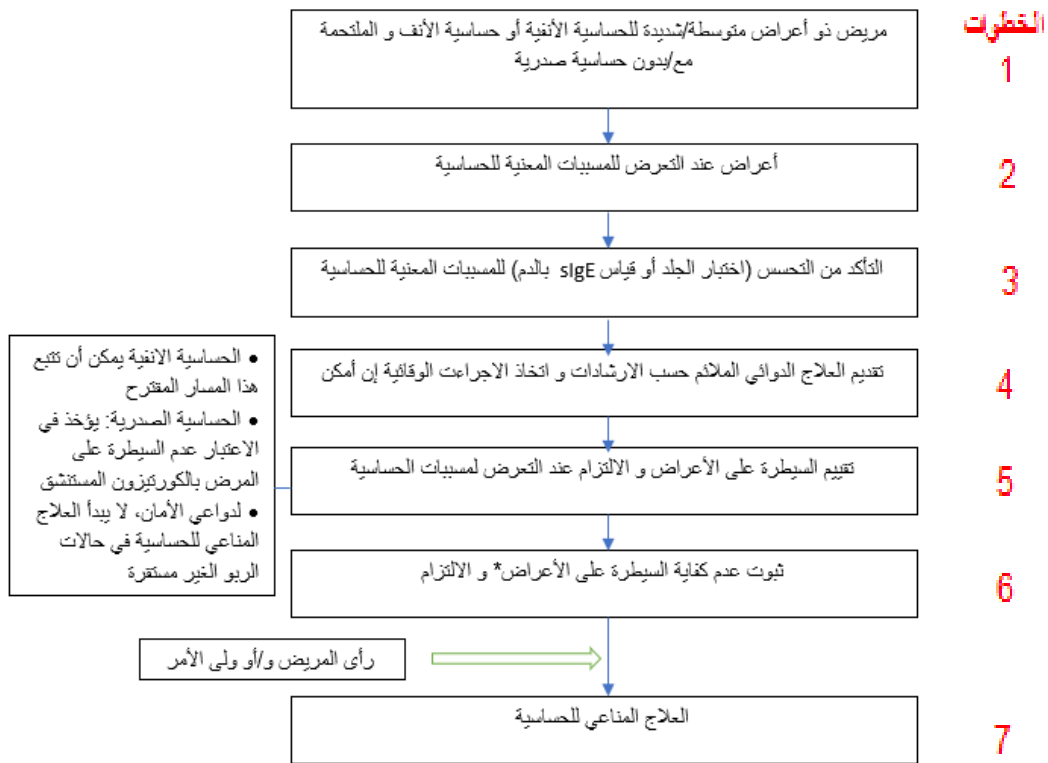 الخطوات
مريض ذو أعراض متوسطة/شديدة للحساسية الأنفية أو حساسية الأنف و الملتحمة
مع/بدون حساسية صدرية
1
أعراض عند التعرض للمسببات المعنية للحساسية
2
التأكد من التحسس (اختبار الجلد أو قياس sIgE بالدم) للمسببات المعنية للحساسية
3
تقديم العلاج الدوائي الملائم حسب الارشادات و اتخاذ الاجراءت الوقائية إن أمكن
4
تقييم السيطرة على الأعراض و الالتزام عند التعرض لمسببات الحساسية
5
• الحساسية الانفية يمكن أن تتبع
هذا المسار المقترح
• الحساسية الصدرية: يؤخذ في
الاعتبار عدم السيطرة على
المرض بالكورتيزون المستنشق
• لدواعي الأمان، لا يبدأ العلاج
المناعي للحساسية في حالات
الربو الغير مستقرة
ثبوت عدم كفاية السيطرة على الأعراض* و الالتزام
6
رأى المريض و/أو ولى الأمر
العلاج المناعي للحساسية
7